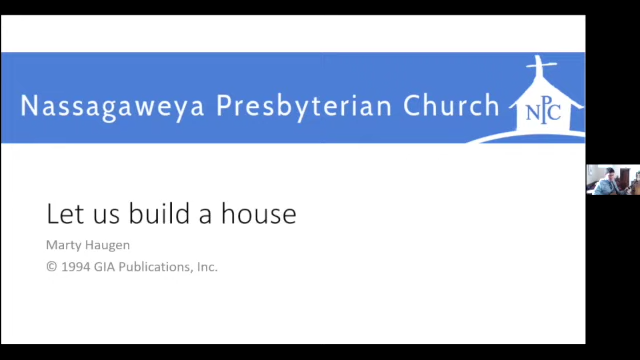 Nassagaweya Presbyterian Church
NPC
Let us build a house
Marty Haugen
© 1994 GIA Publications, Inc.